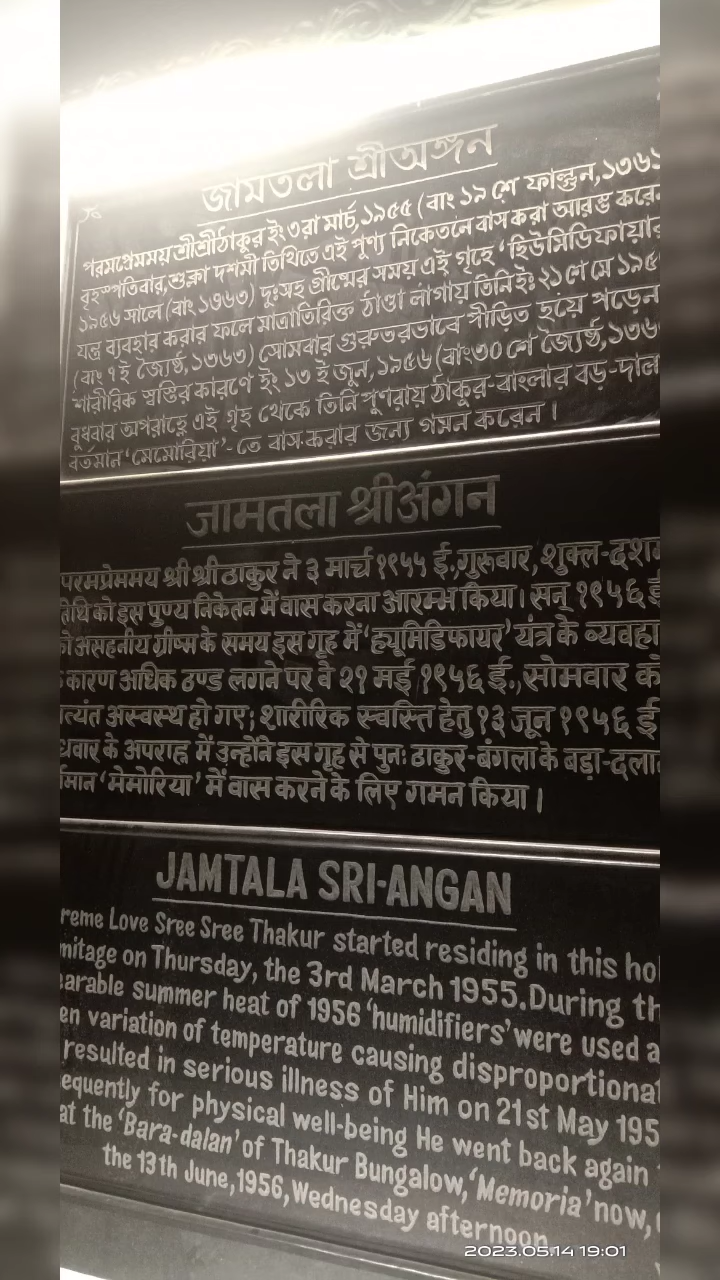 জামতলা শ্রীঅঙ্গন
পরমপ্রেমময় শ্রীশ্রীঠাকুর ইং ৩রা মার্চ,১৯৫৫ (বাং ১৯ শে ফাল্গুন,১৩৬১
বৃহস্পতিবার,শুক্লা দশমী তিথিতে এই পুণ্য নিকেতনে বাস করা আরম্ভ করেন
১৯৫৬ সালে (বাং ১৩৬৩) দুঃসহ গ্রীষ্মের সময় এই গৃহে ‘হিউমিডিফায়ার
যন্ত্র ব্যবহার করার ফলে মাত্রাতিরিক্ত ঠাণ্ডা লাগায় তিনি ইং ২১ শে মে ১৯৫
(বাং ৭ই জ্যৈষ্ঠ,১৩৬৩) সোমবার গুরুতরভাবে পীড়িত হয়ে পড়েন
শারীরিক স্বস্তির কারণে ইং ১৩ ই জুন,১৯৫৬ (বাং৩০ শে জ্যৈষ্ঠ,১৩৬
বুধবার অপরাহ্ণে এই গৃহ থেকে তিনি পুণরায় ঠাকুর-বাংলার বড়-দালা
বর্তমান ‘মেমোরিয়া’-তে বাস করার জন্য গমন করেন।
जामतला श्रीअंगन
परमप्रेममय श्री श्री ठाकुर ने ३ मार्च १९५५ ई.,गुरुवार, शुक्ल-दशम
तिथि को इस पुण्य निकेतन में वास करना आरम्भ किया। सन् १९५६ ई
असहनीय ग्रीष्म के समय इस गृह में ‘ह्यूमिडिफायर’ यंत्र के व्यवहा
कारण अधिक ठण्ड लगने पर वे २१ मई १९५६ ई.,सोमवार को
त्यंत अस्वस्थ हो गए; शारीरिक स्वस्ति हेतु १३ जून १९५६ ई
धवार के अपराह्न में उन्होंने इस गृह से पुनः ठाकुर-बंगला के बड़ा-दला
र्तमान ‘मेमोरिया’ में वास करने के लिए गमन किया।
JAMTALA SRI-ANGAN
reme Love Sree Sree Thakur started residing in this ho
mitage on Thursday, the 3rd March 1955.During th
arable summer heat of 1956 ‘humidifiers’ were used a
en variation of temperature causing disproportiona
resulted in serious illness of Him on 21st May 195
equently for physical well-being He went back again
at the ‘Bara-dalan’ of Thakur Bungalow,‘Memoria’ now,
the 13th June,1956,Wednesday afternoon
2023.05.14 19:01